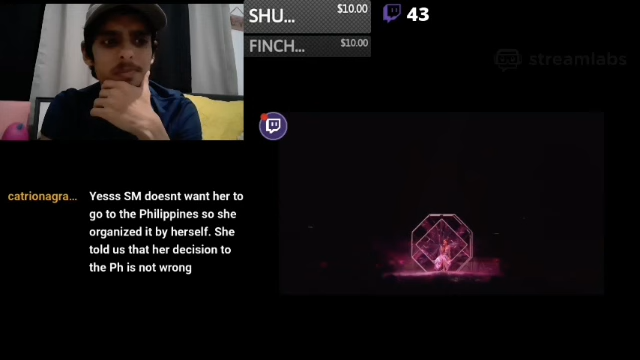 SHU... $10.00
43
FINCH... $10.00
streamlabs
catrionagra... Yesss SM doesnt want her to
go to the Philippines so she
organized it by herself. She
told us that her decision to
the Ph is not wrong